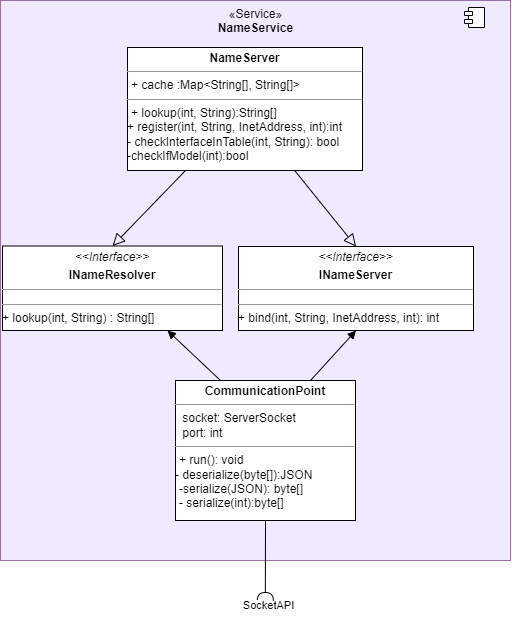 «Service»
NameService
NameServer
+ cache :Map<String[], String[]>
+ lookup(int, String):String[]
+ register(int, String, InetAddress, int):int
- checkInterfaceInTable(int, String): bool
-checkIfModel(int):bool
<<Interface>>
INameResolver
+ lookup(int, String) : String[]
<<Interface>>
INameServer
+ bind(int, String, InetAddress, int): int
CommunicationPoint
socket: ServerSocket
port: int
+ run(): void
- deserialize(byte[]):JSON
-serialize(JSON): byte[]
- serialize(int):byte[]
SocketAPI